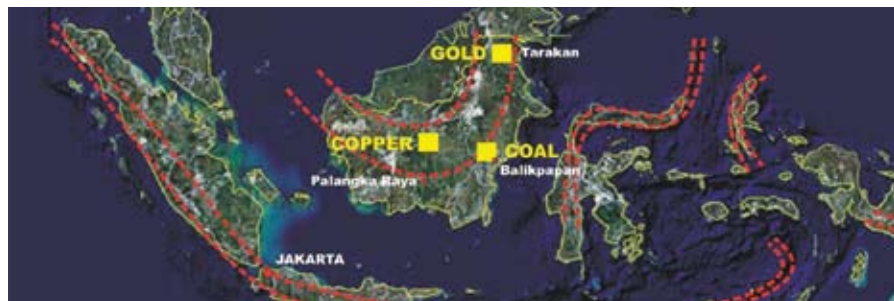 GOLD
Tarakan
COPPER
COAL
Balikpapan
Palangka Raya
JAKARTA